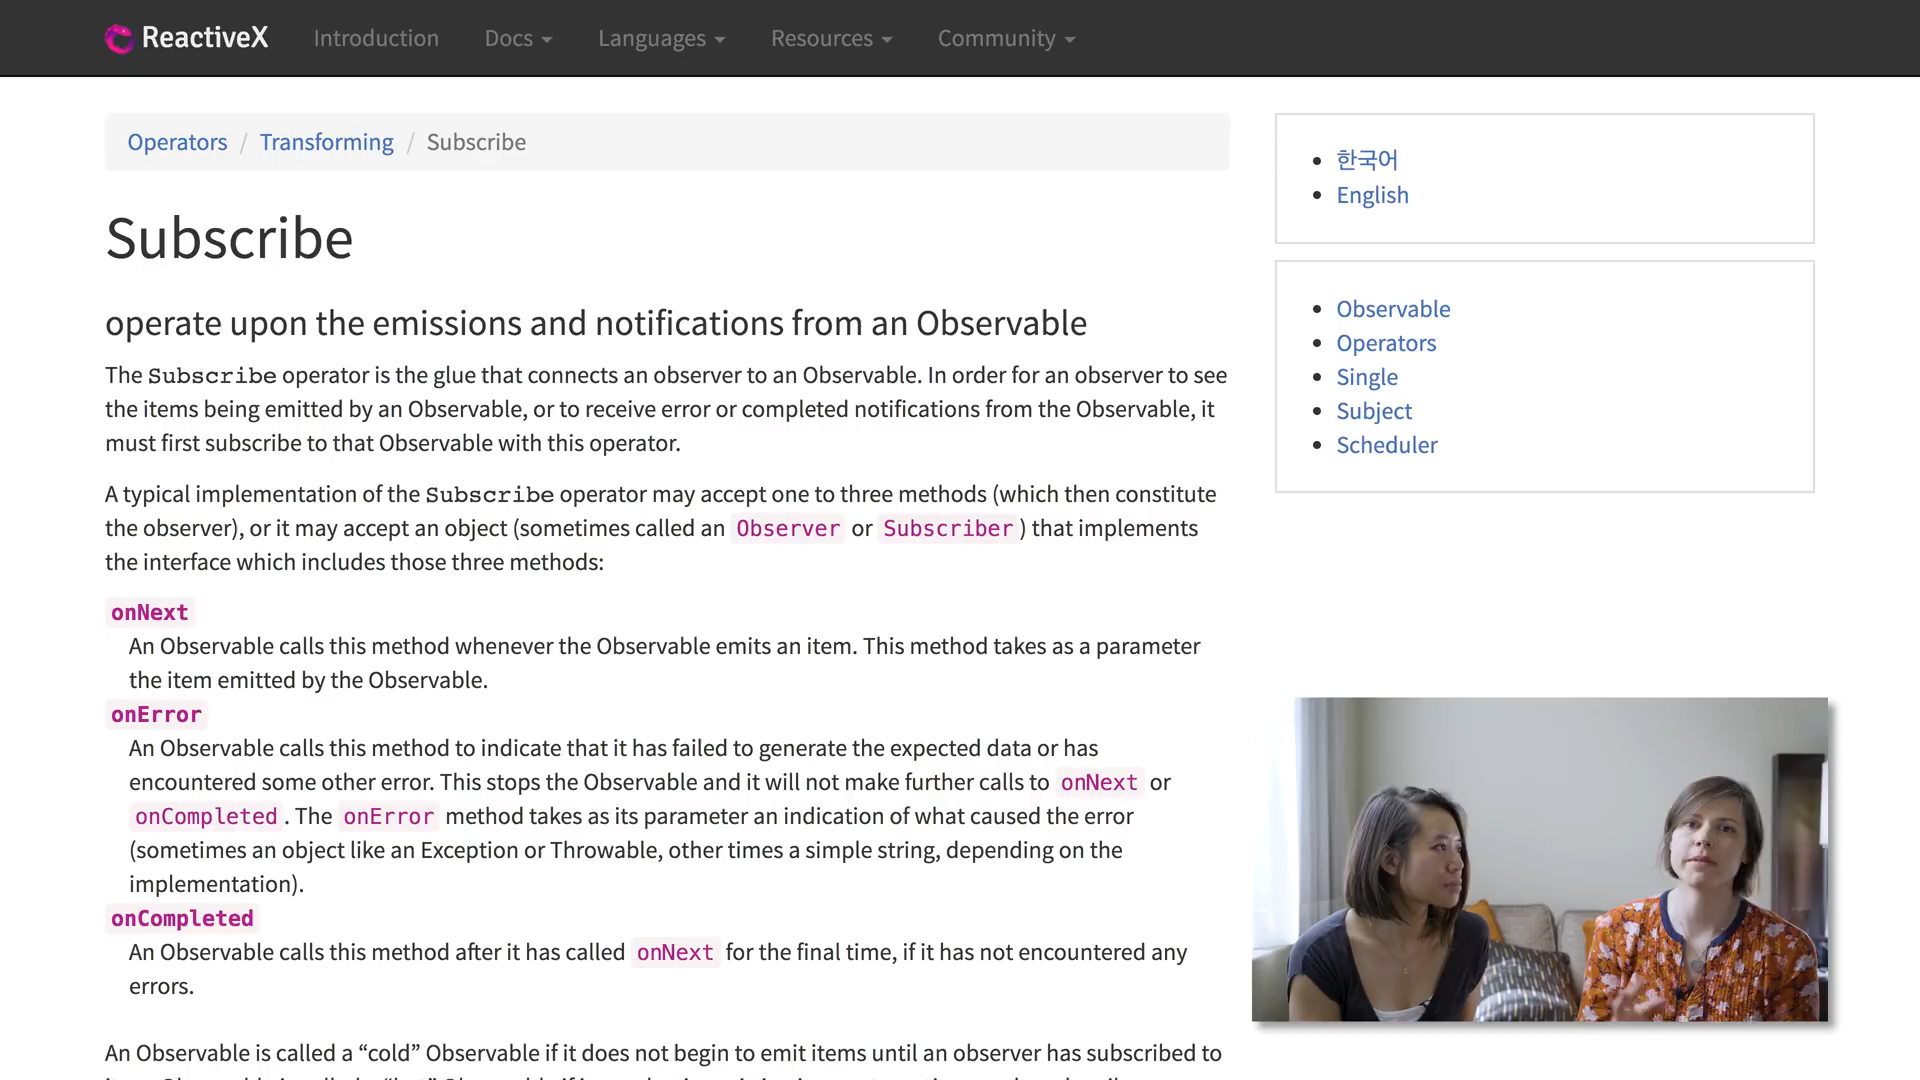 ReactiveX Introduction Docs Languages Resources Community
Operators / Transforming / Subscribe
Subscribe
operate upon the emissions and notifications from an Observable
The Subscribe operator is the glue that connects an observer to an Observable. In order for an observer to see
the items being emitted by an Observable, or to receive error or completed notifications from the Observable, it
must first subscribe to that Observable with this operator.
A typical implementation of the Subscribe operator may accept one to three methods (which then constitute
the observer), or it may accept an object (sometimes called an Observer or Subscriber) that implements
the interface which includes those three methods:
onNext
An Observable calls this method whenever the Observable emits an item. This method takes as a parameter
the item emitted by the Observable.
onError
An Observable calls this method to indicate that it has failed to generate the expected data or has
encountered some other error. This stops the Observable and it will not make further calls to onNext or
onCompleted. The onError method takes as its parameter an indication of what caused the error
(sometimes an object like an Exception or Throwable, other times a simple string, depending on the
implementation).
onCompleted
An Observable calls this method after it has called onNext for the final time, if it has not encountered any
errors.
An Observable is called a “cold” Observable if it does not begin to emit items until an observer has subscribed to
한국어
English
Observable
Operators
Single
Subject
Scheduler